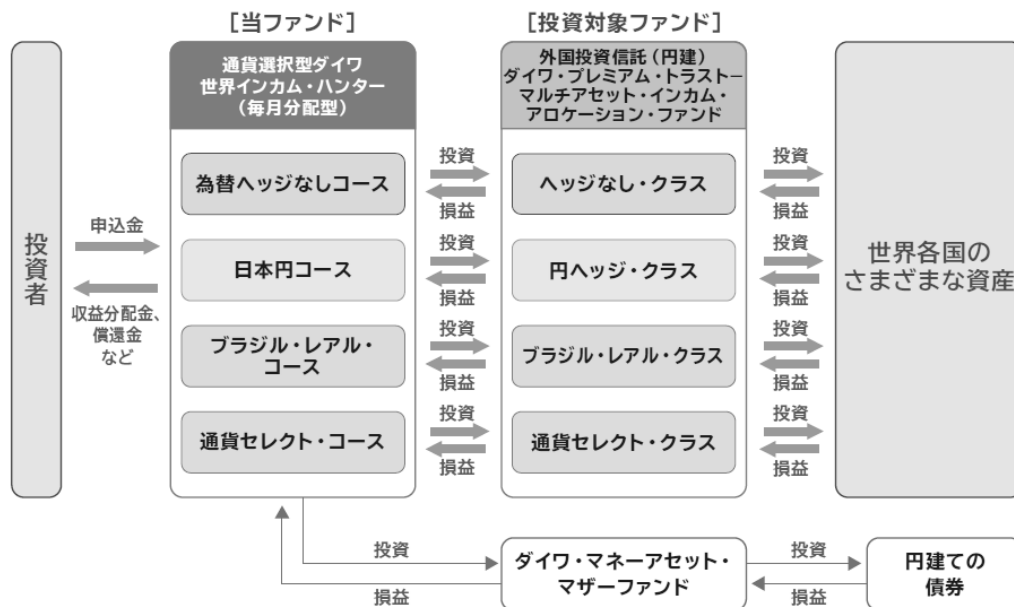 [当ファンド]
[投資対象ファンド]
投資者
申込金
収益分配金、
償還金
など
通貨選択型ダイワ
世界インカム・ハンター
(毎月分配型)
外国投資信託(円建)
ダイワ・プレミアム・トラスト−
マルチアセット・インカム・
アロケーション・ファンド
為替ヘッジなしコース
投資
損益
ヘッジなし・クラス
投資
損益
日本円コース
投資
損益
円ヘッジ・クラス
投資
損益
ブラジル・レアル・
コース
投資
損益
ブラジル・レアル・クラス
投資
損益
通貨セレクト・コース
投資
損益
通貨セレクト・クラス
投資
損益
世界各国の
さまざまな資産
投資
損益
ダイワ・マネーアセット・
マザーファンド
投資
損益
円建ての
債券